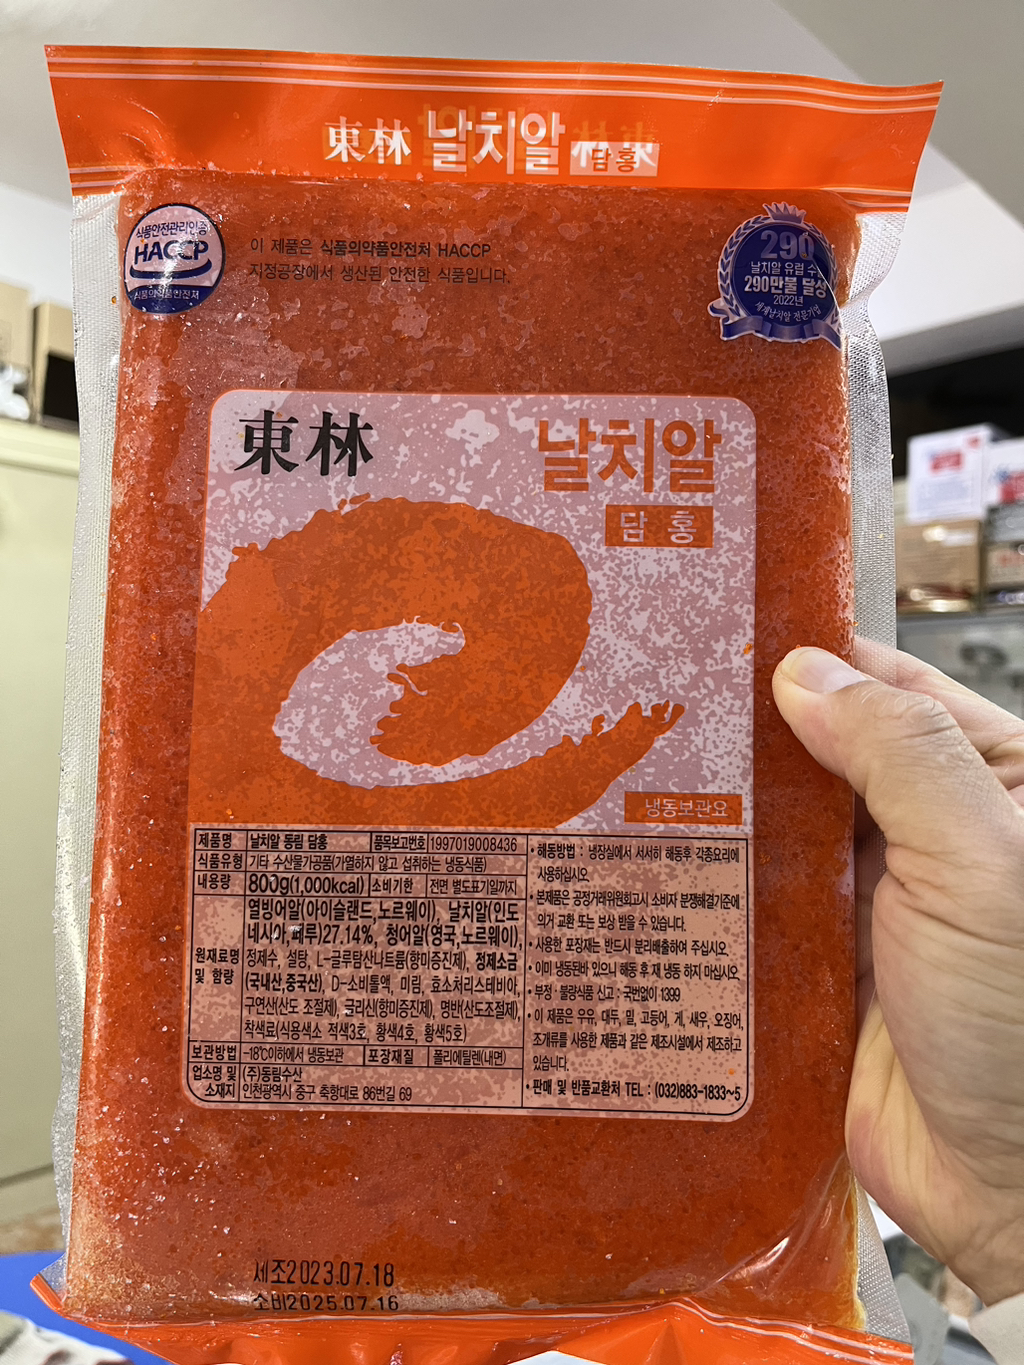 東林 날치알 담홍
식품안전관리인증
HACCP
식품의약품안전처
이 제품은 식품의약품안전처 HACCP
지정공장에서 생산된 안전한 식품입니다.
290
날치알 유럽 수
290만불 달성
2022년
세계날치알 전문기업
東林
날치알
담홍
냉동보관요
제품명 날치알 동림 담홍 품목보고번호 1997019008436
식품유형 기타 수산물가공품(가열하지 않고 섭취하는 냉동식품)
내용량 800g(1,000kcal) 소비기한 전면 별도표기일까지
원재료명 및 함량
열빙어알(아이슬랜드,노르웨이), 날치알(인도
네시아,페루)27.14%, 청어알(영국,노르웨이),
정제수, 설탕, L-글루탐산나트륨(향미증진제), 정제소금
(국내산,중국산), D-소비톨액, 미림, 효소처리스테비아,
구연산(산도 조절제), 글리신(향미증진제), 명반(산도조절제),
착색료(식용색소 적색3호, 황색4호, 황색5호)
보관방법 -18℃이하에서 냉동보관 포장재질 폴리에틸렌(내면)
업소명 및 소재지
(주)동림수산
인천광역시 중구 축항대로 86번길 69
• 해동방법 : 냉장실에서 서서히 해동후 각종요리에
사용하십시오
• 본제품은 공정거래위원회고시 소비자 분쟁해결기준에
의거 교환 또는 보상 받을 수 있습니다.
• 사용한 포장재는 반드시 분리배출하여 주십시오.
• 이미 냉동된바 있으니 해동 후 재 냉동 하지 마십시오
• 부정·불량식품 신고 : 국번없이 1399
• 이 제품은 우유, 대두, 밀, 고등어, 게, 새우, 오징어,
조개류를 사용한 제품과 같은 제조시설에서 제조하고
있습니다.
• 판매 및 반품교환처 TEL : (032)883-1833~5
제조2023.07.18
소비2025.07.16